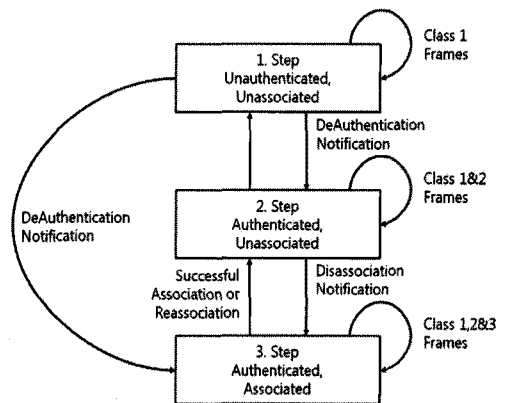 1. Step
Unauthenticated,
Unassociated
Class 1
Frames
DeAuthentication
Notification
DeAuthentication
Notification
2. Step
Authenticated,
Unassociated
Class 1&2
Frames
Successful
Association or
Reassociation
Disassociation
Notification
3. Step
Authenticated,
Associated
Class 1,2&3
Frames